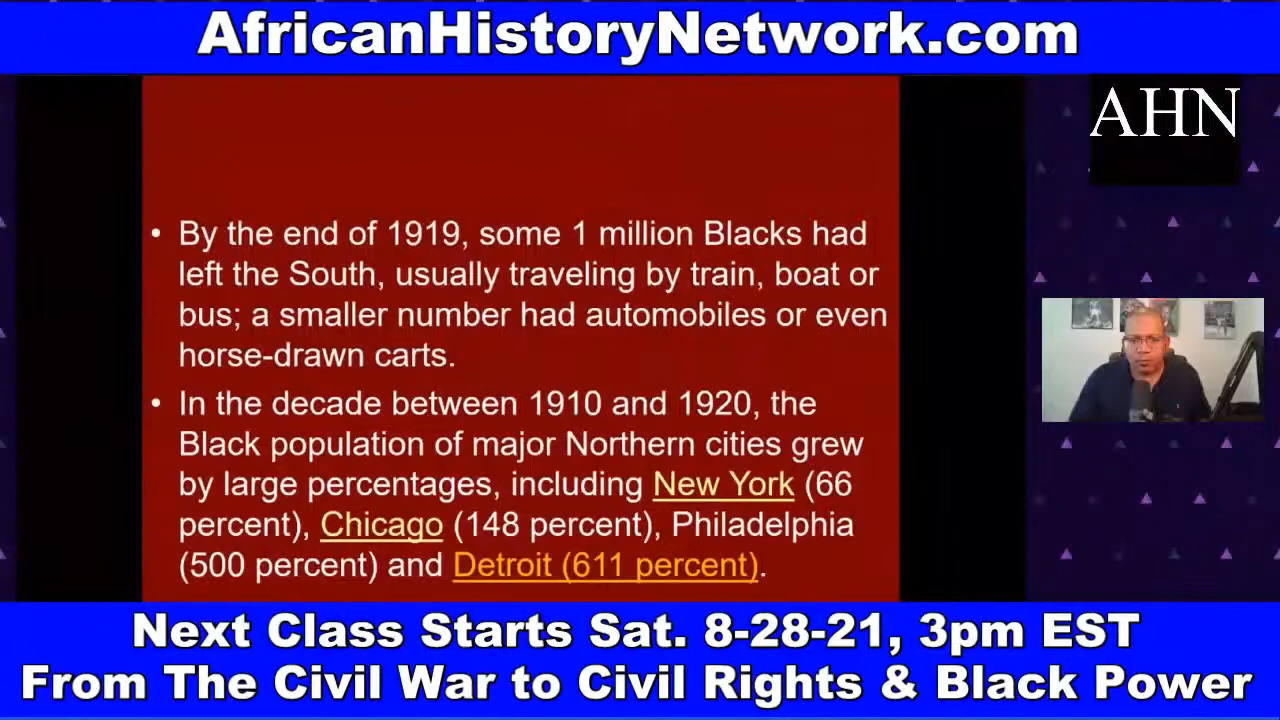 AfricanHistoryNetwork.com
AHN
• By the end of 1919, some 1 million Blacks had
left the South, usually traveling by train, boat or
bus; a smaller number had automobiles or even
horse-drawn carts.
• In the decade between 1910 and 1920, the
Black population of major Northern cities grew
by large percentages, including New York (66
percent), Chicago (148 percent), Philadelphia
(500 percent) and Detroit (611 percent).
Next Class Starts Sat. 8-28-21, 3pm EST
From The Civil War to Civil Rights & Black Power